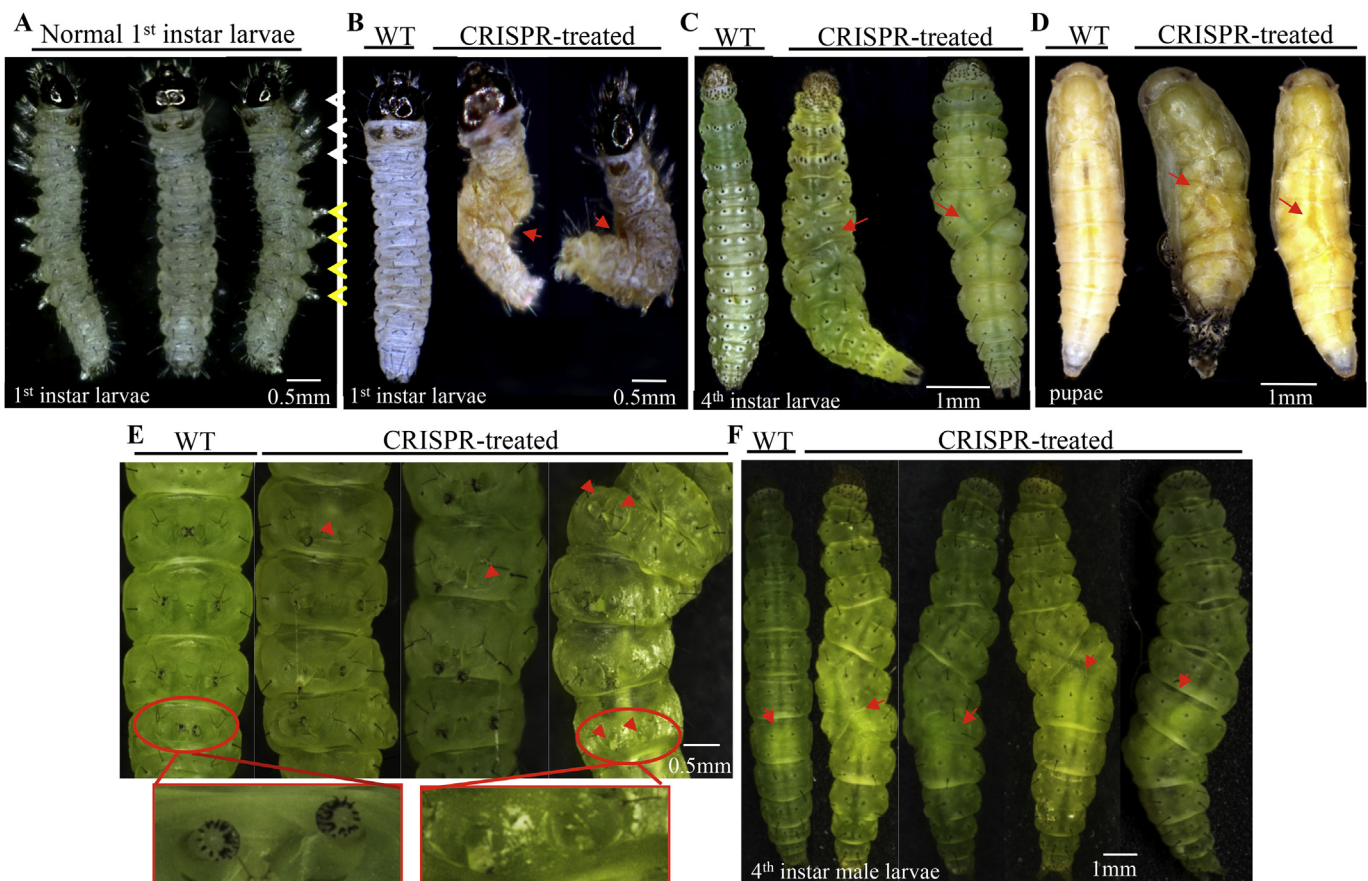 A
Normal 1st instar larvae
1st instar larvae
0.5mm
B
WT
CRISPR-treated
1st instar larvae
0.5mm
C
WT
CRISPR-treated
4th instar larvae
1mm
D
WT
CRISPR-treated
pupae
1mm
E
WT
CRISPR-treated
0.5mm
F
WT
CRISPR-treated
4th instar male larvae
1mm